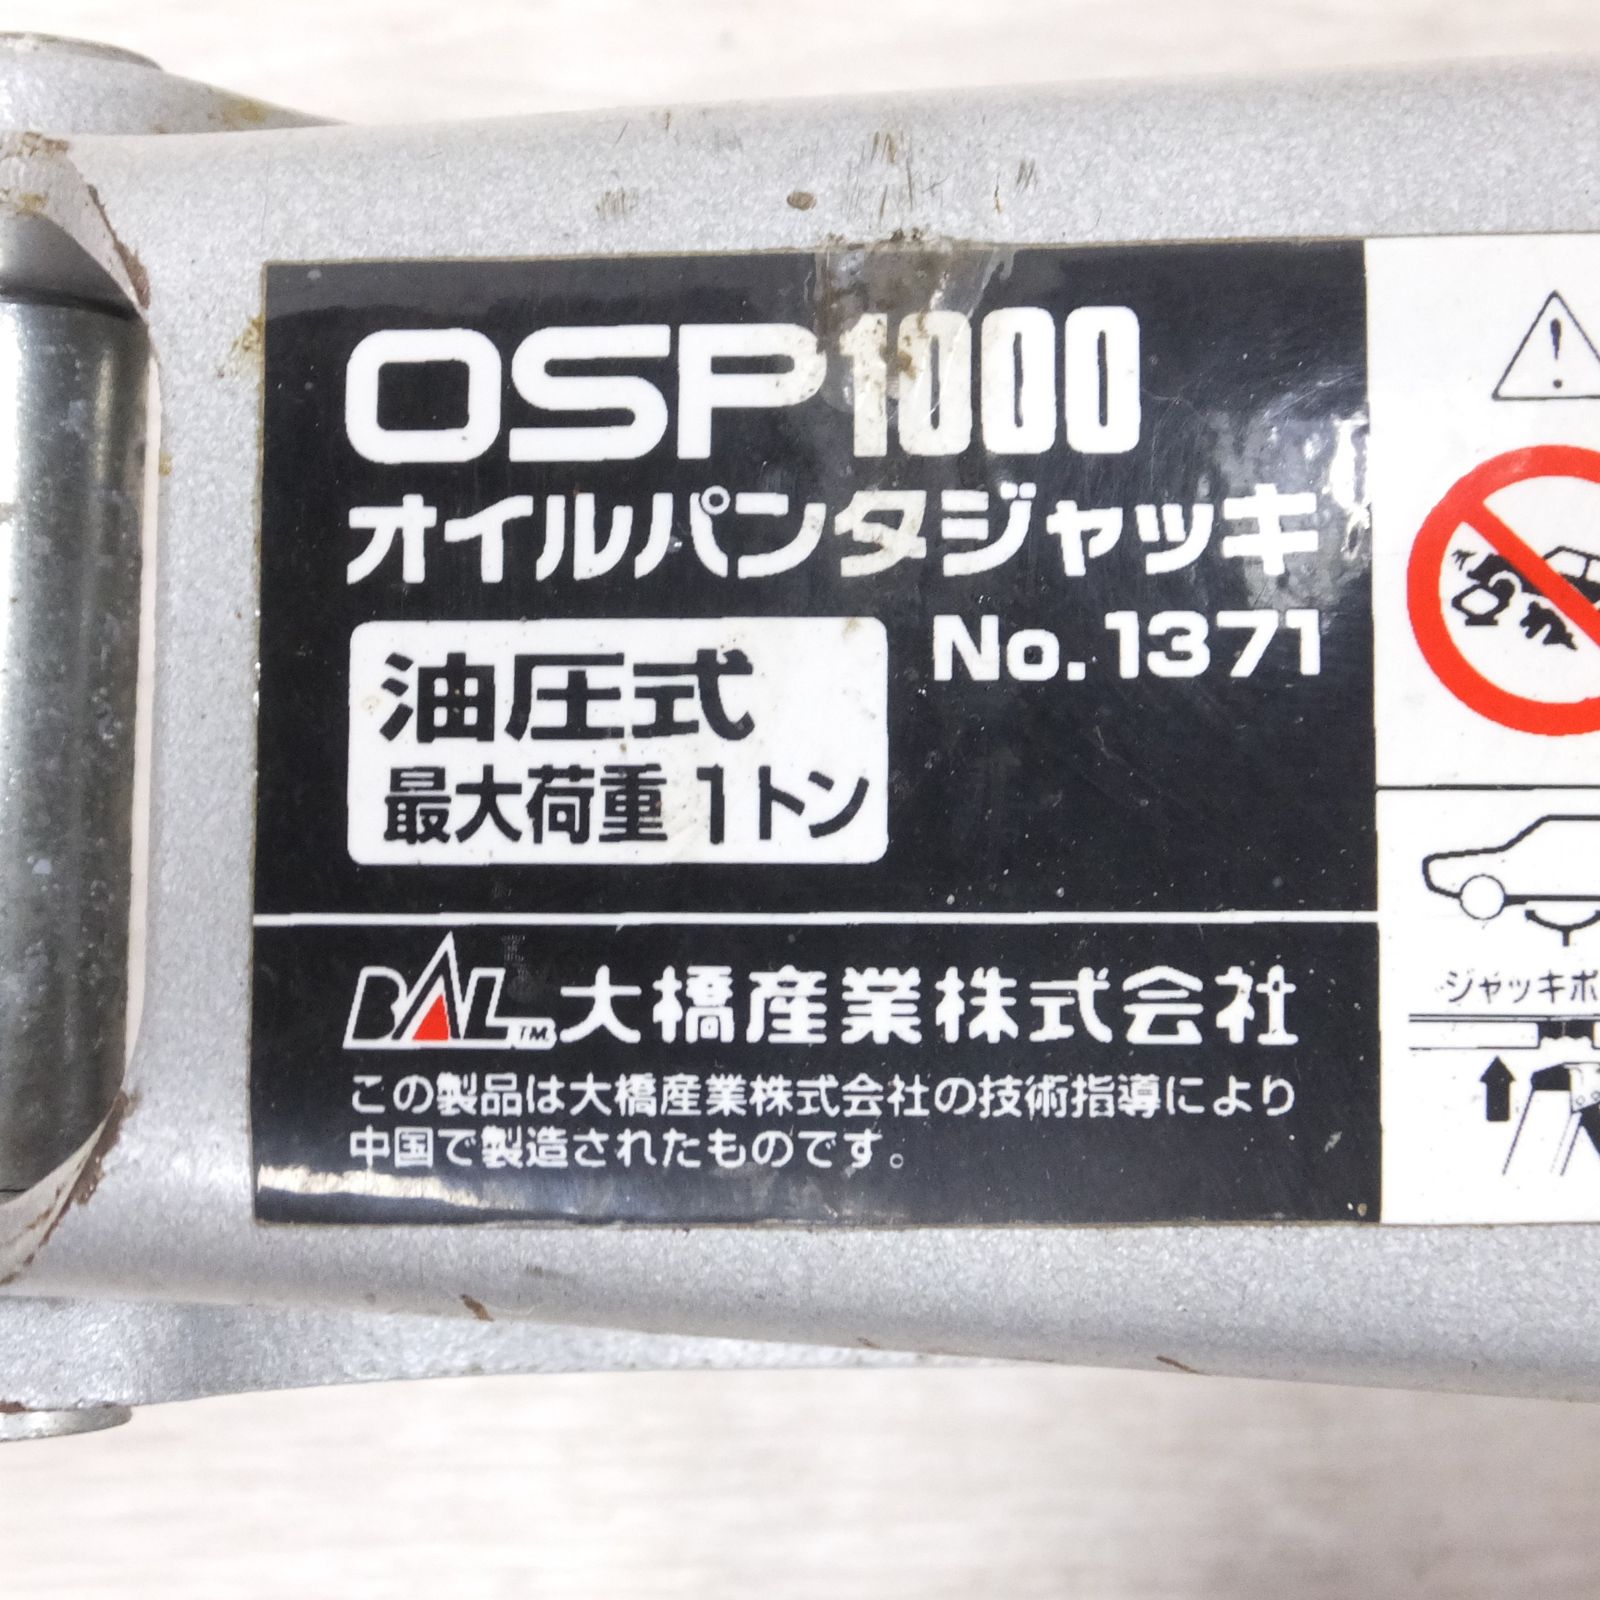 OSP1000
オイルパンタジャッキ
No.1371
油圧式
最大荷重1トン
BAL TM 大橋産業株式会社
この製品は大橋産業株式会社の技術指導により
中国で製造されたものです。
ジャッキポ